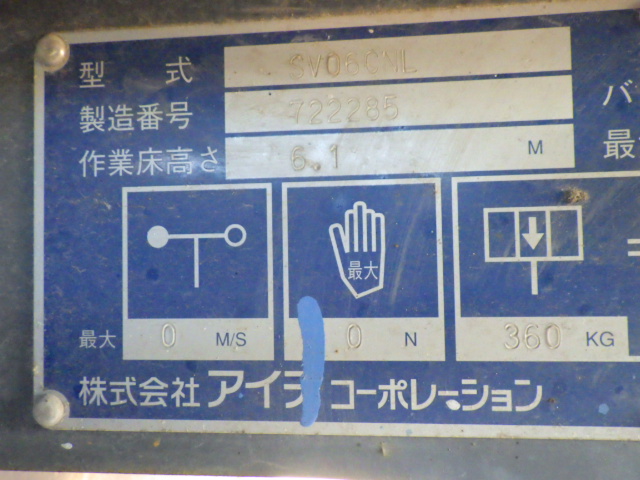 型式 SV06CNL バ
製造番号 722285 最
作業床高さ 6.1 M
最大
最大 0 M/S 0 N 360 KG
株式会社 アイチ コーポレーション